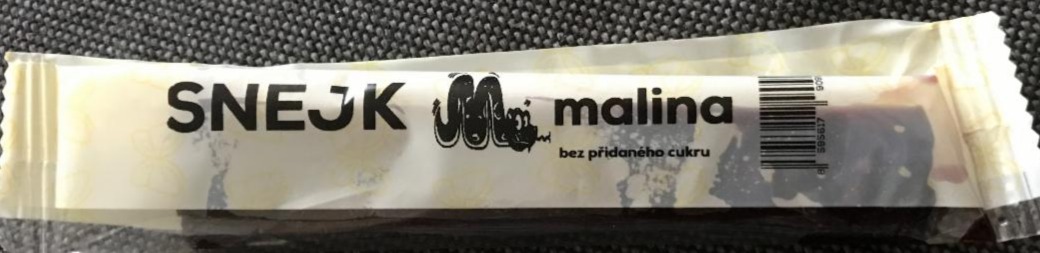 SNEJK malina
bez přidaného cukru